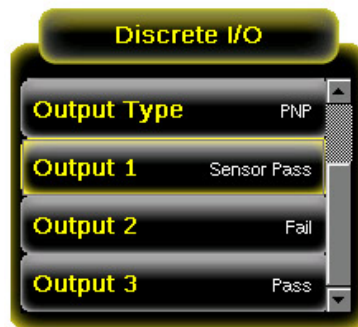 Discrete I/O
Output Type PNP
Output 1 Sensor Pass
Output 2 Fail
Output 3 Pass